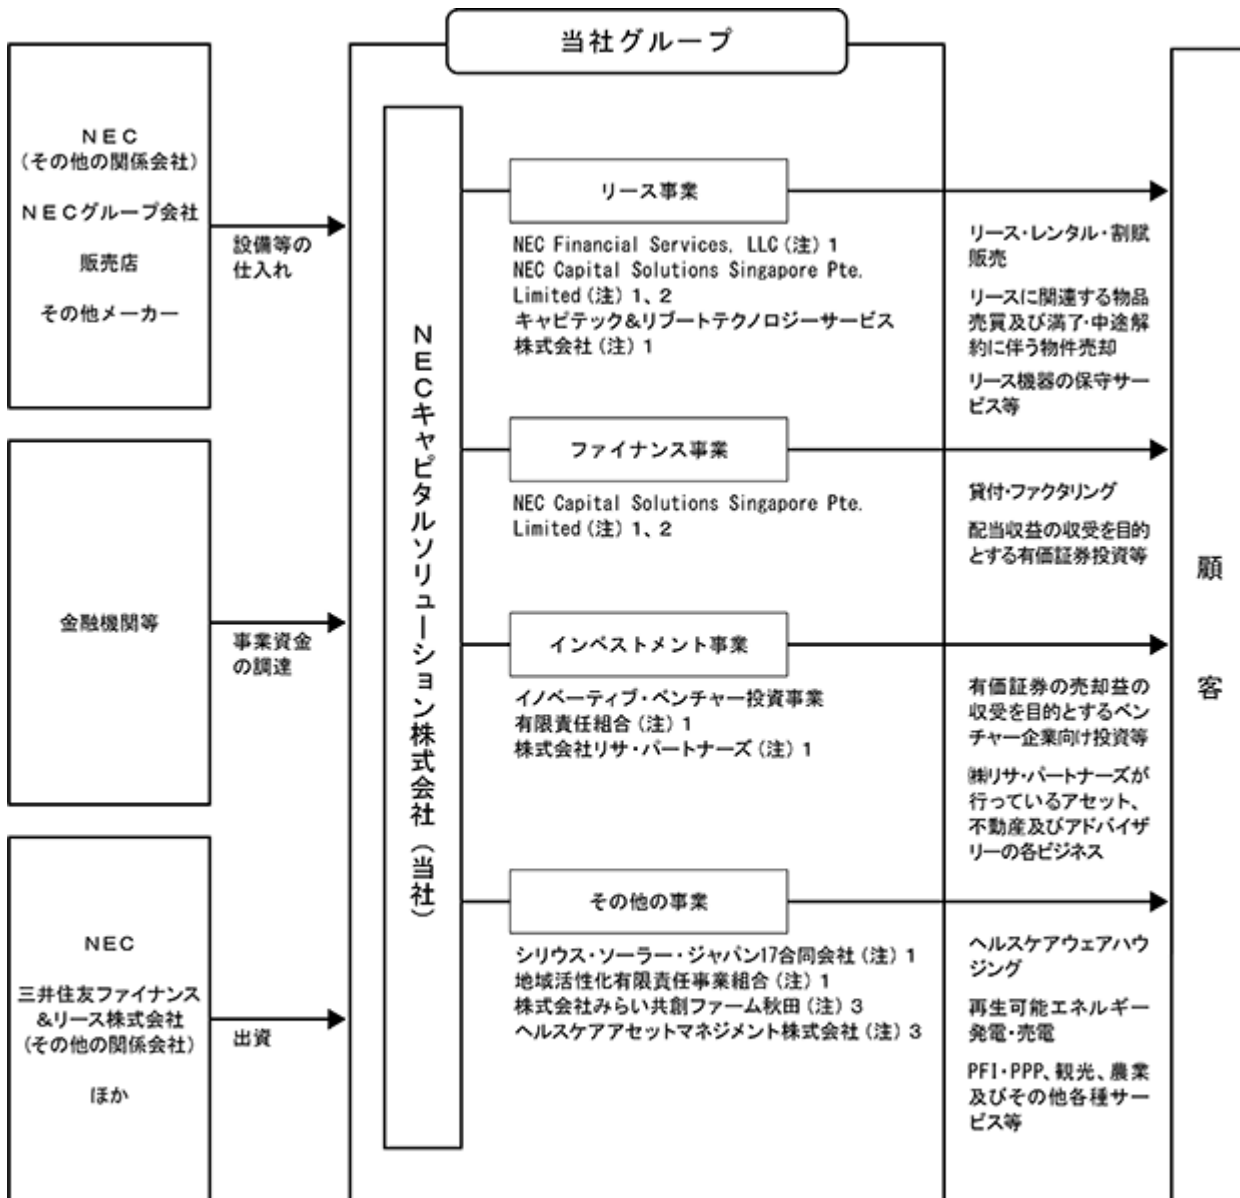 当社グループ
NEC
(その他の関係会社)
NECグループ会社
販売店
その他メーカー
設備等の
仕入れ
金融機関等
事業資金
の調達
NEC
三井住友ファイナンス
&リース株式会社
(その他の関係会社)
ほか
出資
NECキャピタルソリューション株式会社(当社)
リース事業
NEC Financial Services, LLC(注)1
NEC Capital Solutions Singapore Pte.
Limited(注)1、2
キャピテック&リブートテクノロジーサービス
株式会社(注)1
リース・レンタル・割賦
販売
リースに関連する物品
売買及び満了・中途解
約に伴う物件売却
リース機器の保守サー
ビス等
ファイナンス事業
NEC Capital Solutions Singapore Pte.
Limited(注)1、2
貸付・ファクタリング
配当収益の収受を目的
とする有価証券投資等
インベストメント事業
イノベーティブ・ベンチャー投資事業
有限責任組合(注)1
株式会社リサ・パートナーズ(注)1
有価証券の売却益の
収受を目的とするベン
チャー企業向け投資等
㈱リサ・パートナーズが
行っているアセット、
不動産及びアドバイザ
リーの各ビジネス
その他の事業
シリウス・ソーラー・ジャパン17合同会社(注)1
地域活性化有限責任事業組合(注)1
株式会社みらい共創ファーム秋田(注)3
ヘルスケアアセットマネジメント株式会社(注)3
ヘルスケアウェアハウ
ジング
再生可能エネルギー
発電・売電
PFI・PPP、観光、農業
及びその他各種サー
ビス等
顧客